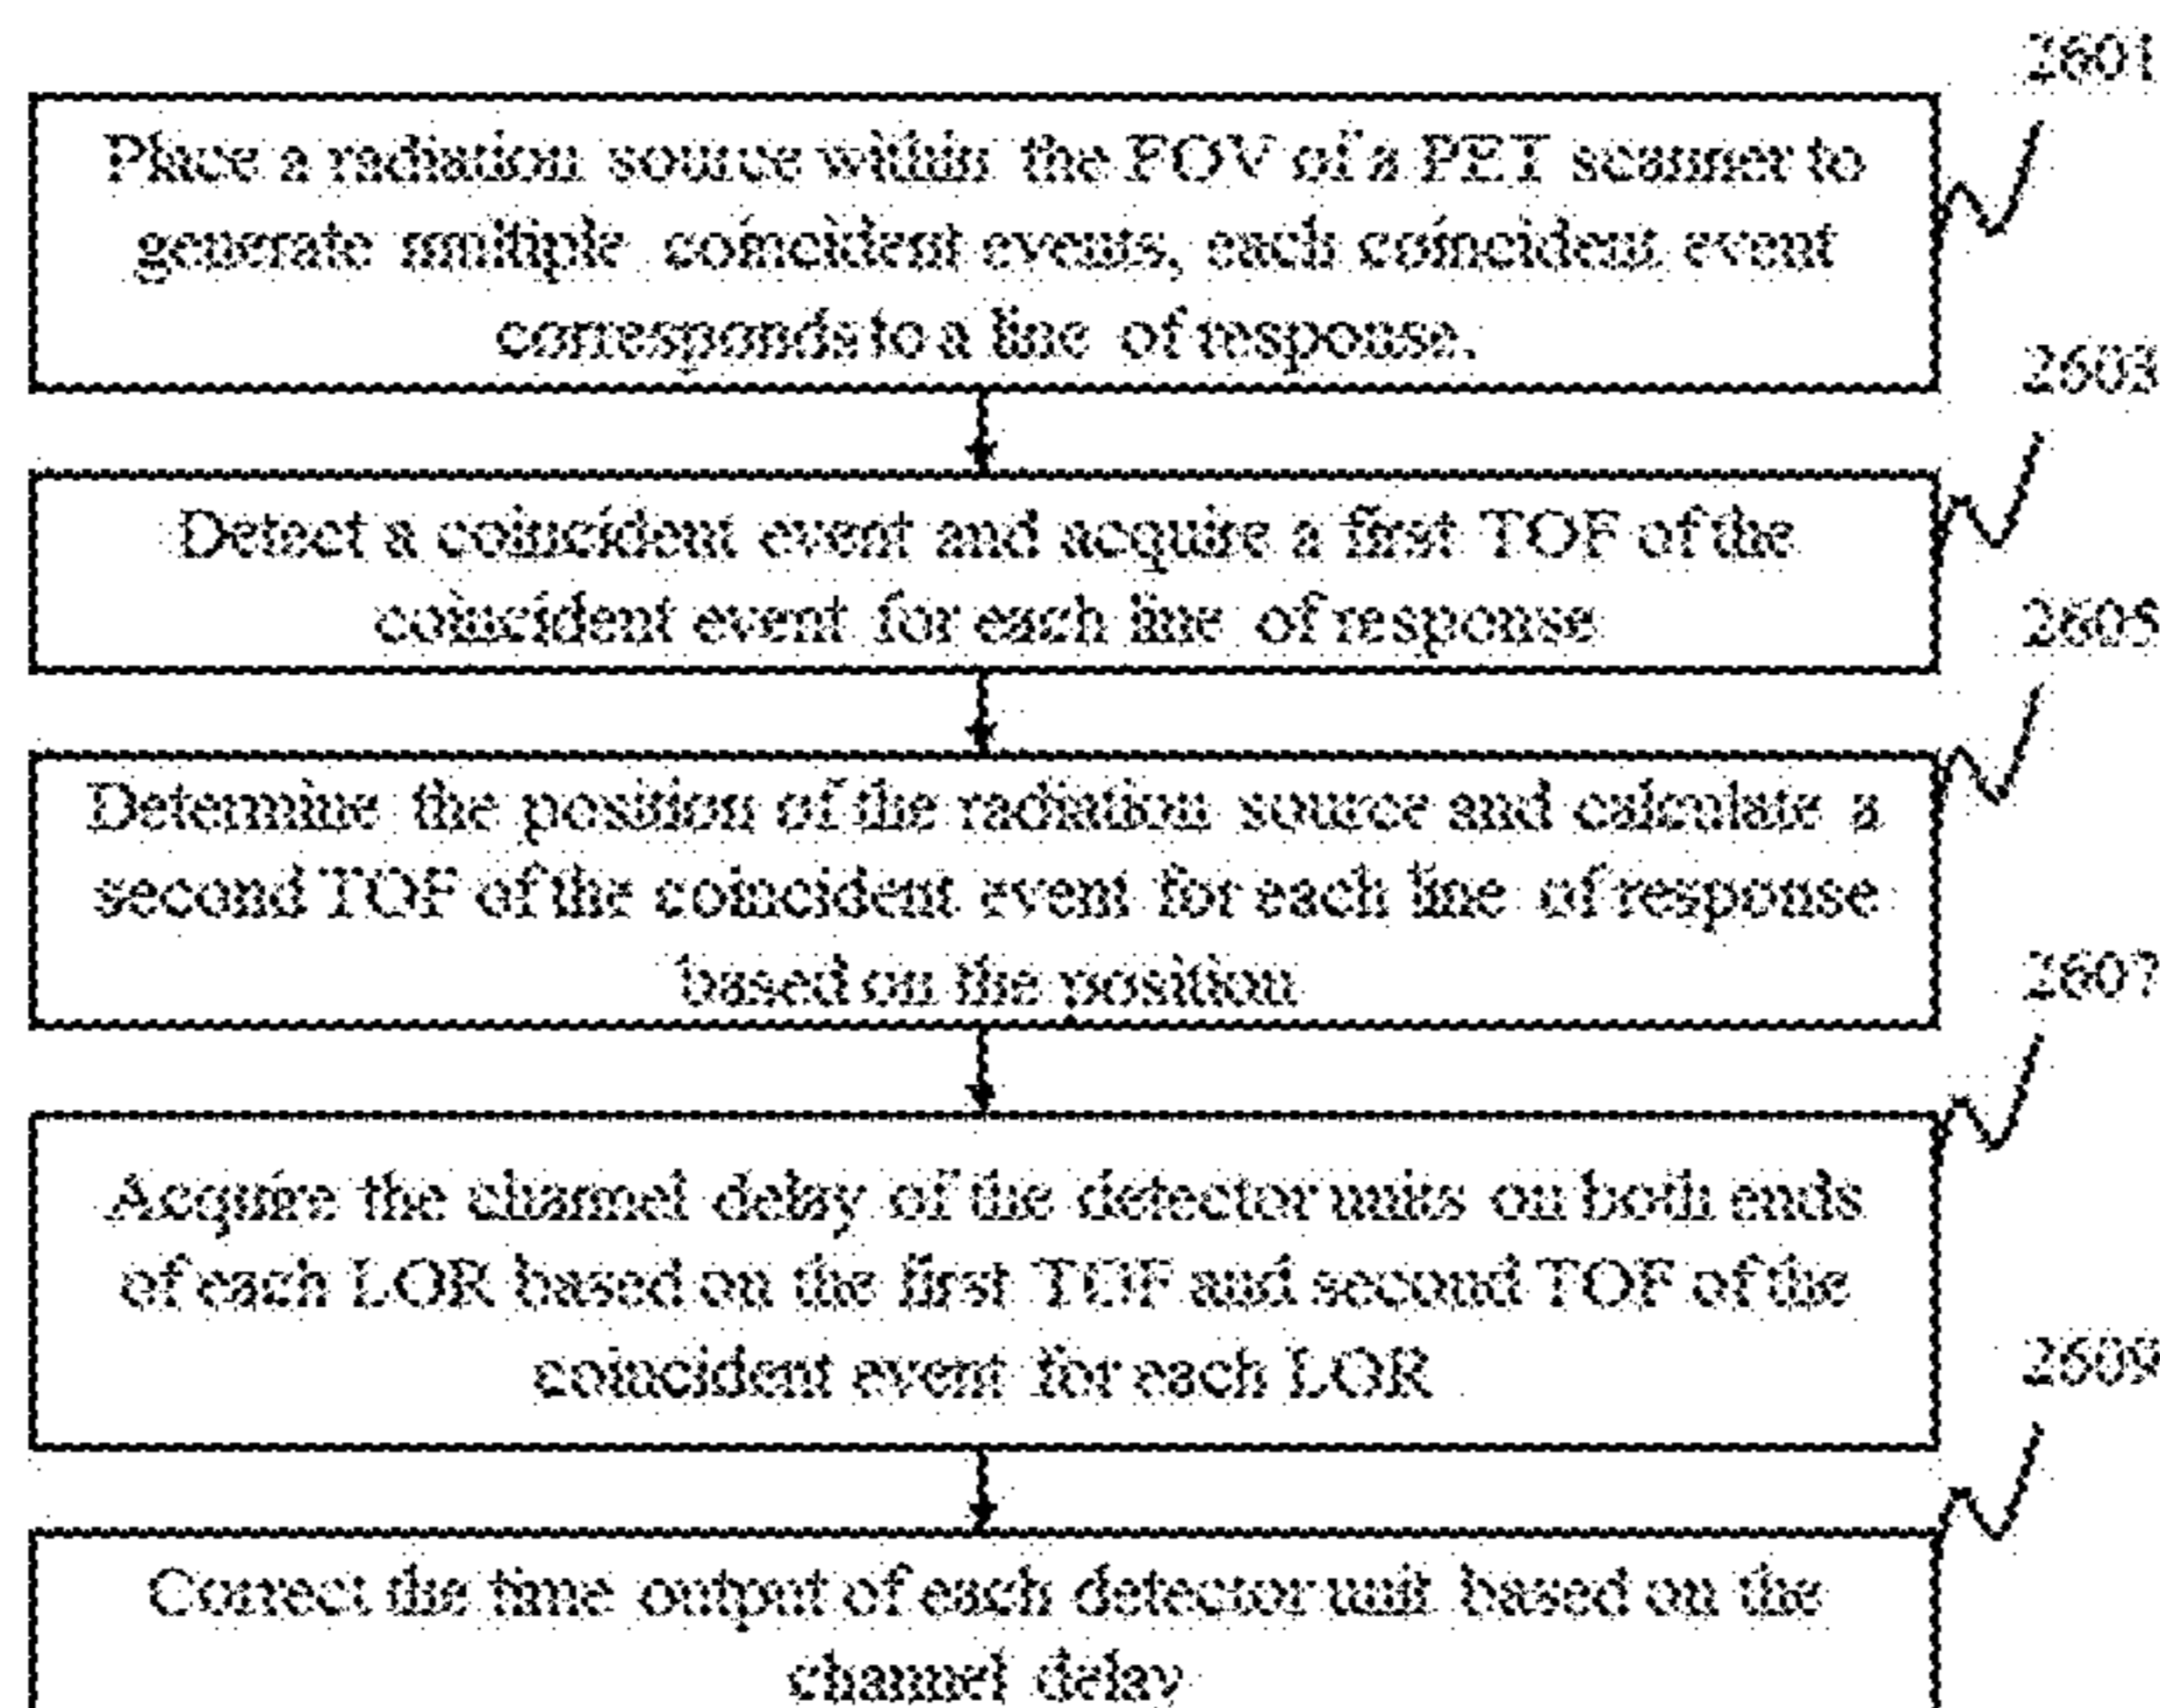 2601
Place a radiation source within the FOV of a PET scanner to
generate multiple coincident events, each coincident event
corresponds to a line of response.
2603
Detect a coincident event and acquire a first TOF of the
coincident event for each line of response
2605
Determine the position of the radiation source and calculate a
second TOF of the coincident event for each line of response
based on the position
2607
Acquire the channel delay of the detector units on both ends
of each LOR based on the first TOF and second TOF of the
coincident event for each LOR
2609
Correct the time output of each detector unit based on the
channel delay